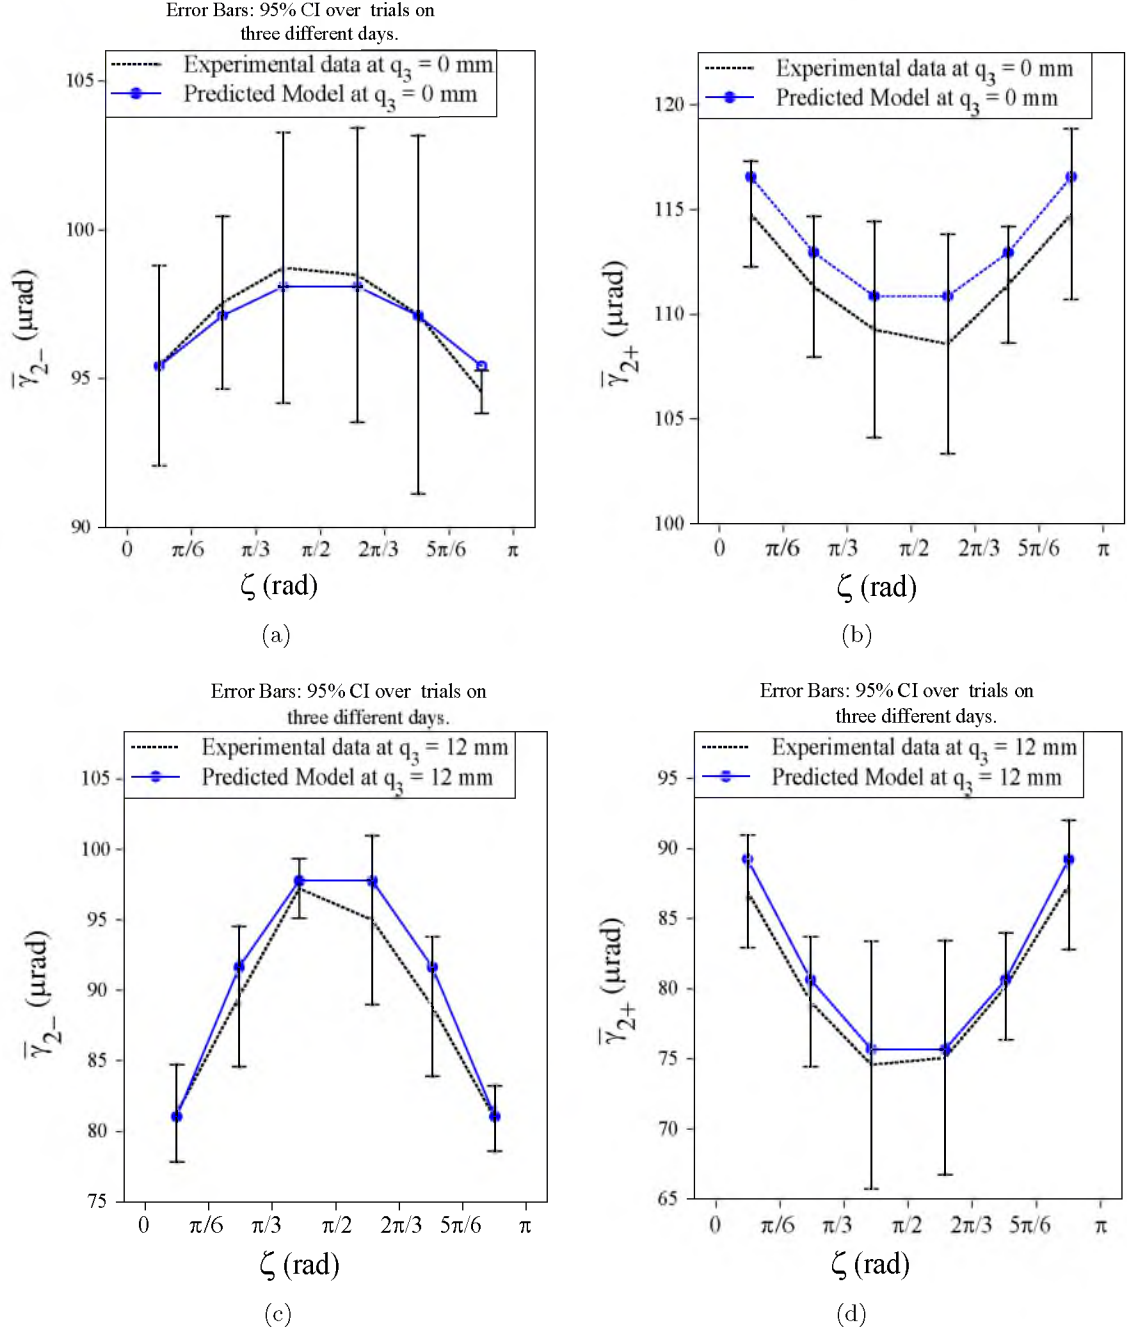 Error Bars: 95% CI over trials on
three different days.
Experimental data at q3 = 0 mm
Predicted Model at q3 = 0 mm
105
100
95
90
γ̄2− (μrad)
0 π/6 π/3 π/2 2π/3 5π/6 π
ζ (rad)
(a)
Experimental data at q3 = 0 mm
Predicted Model at q3 = 0 mm
120
115
110
105
100
γ̄2+ (μrad)
0 π/6 π/3 π/2 2π/3 5π/6 π
ζ (rad)
(b)
Error Bars: 95% CI over trials on
three different days.
Experimental data at q3 = 12 mm
Predicted Model at q3 = 12 mm
105
100
95
90
85
80
75
γ̄2− (μrad)
0 π/6 π/3 π/2 2π/3 5π/6 π
ζ (rad)
(c)
Error Bars: 95% CI over trials on
three different days.
Experimental data at q3 = 12 mm
Predicted Model at q3 = 12 mm
95
90
85
80
75
70
65
γ̄2+ (μrad)
0 π/6 π/3 π/2 2π/3 5π/6 π
ζ (rad)
(d)